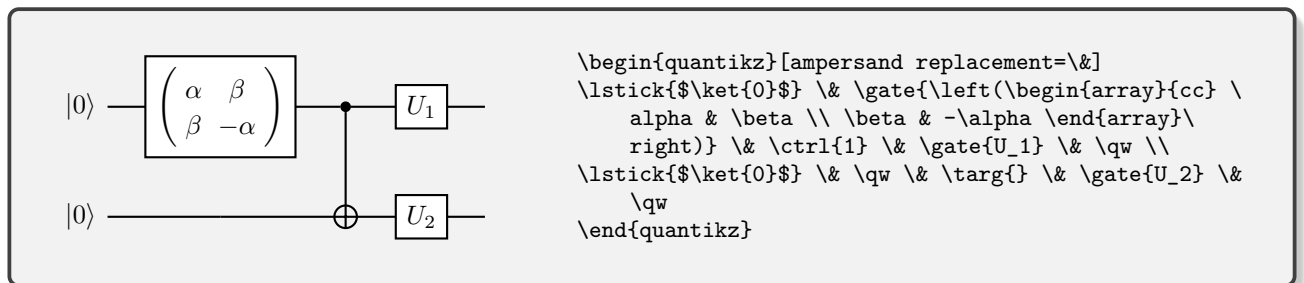 |0⟩ ( α β ) U₁
( β −α )
|0⟩ U₂
\begin{quantikz}[ampersand replacement=\&]
\lstick{$\ket{0}$} \& \gate{\left(\begin{array}{cc} \
alpha & \beta \\ \beta & -\alpha \end{array}\
right)} \& \ctrl{1} \& \gate{U_1} \& \qw \\
\lstick{$\ket{0}$} \& \qw \& \targ{} \& \gate{U_2} \&
\qw
\end{quantikz}